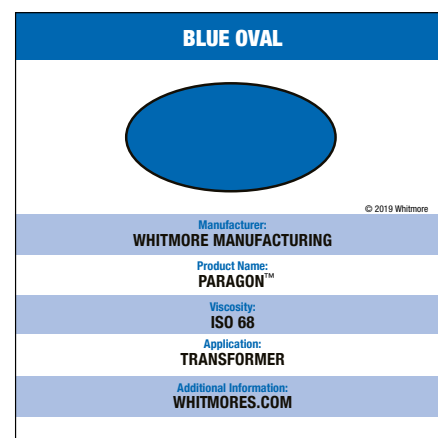 BLUE OVAL
© 2019 Whitmore
Manufacturer:
WHITMORE MANUFACTURING
Product Name:
PARAGON™
Viscosity:
ISO 68
Application:
TRANSFORMER
Additional Information:
WHITMORES.COM